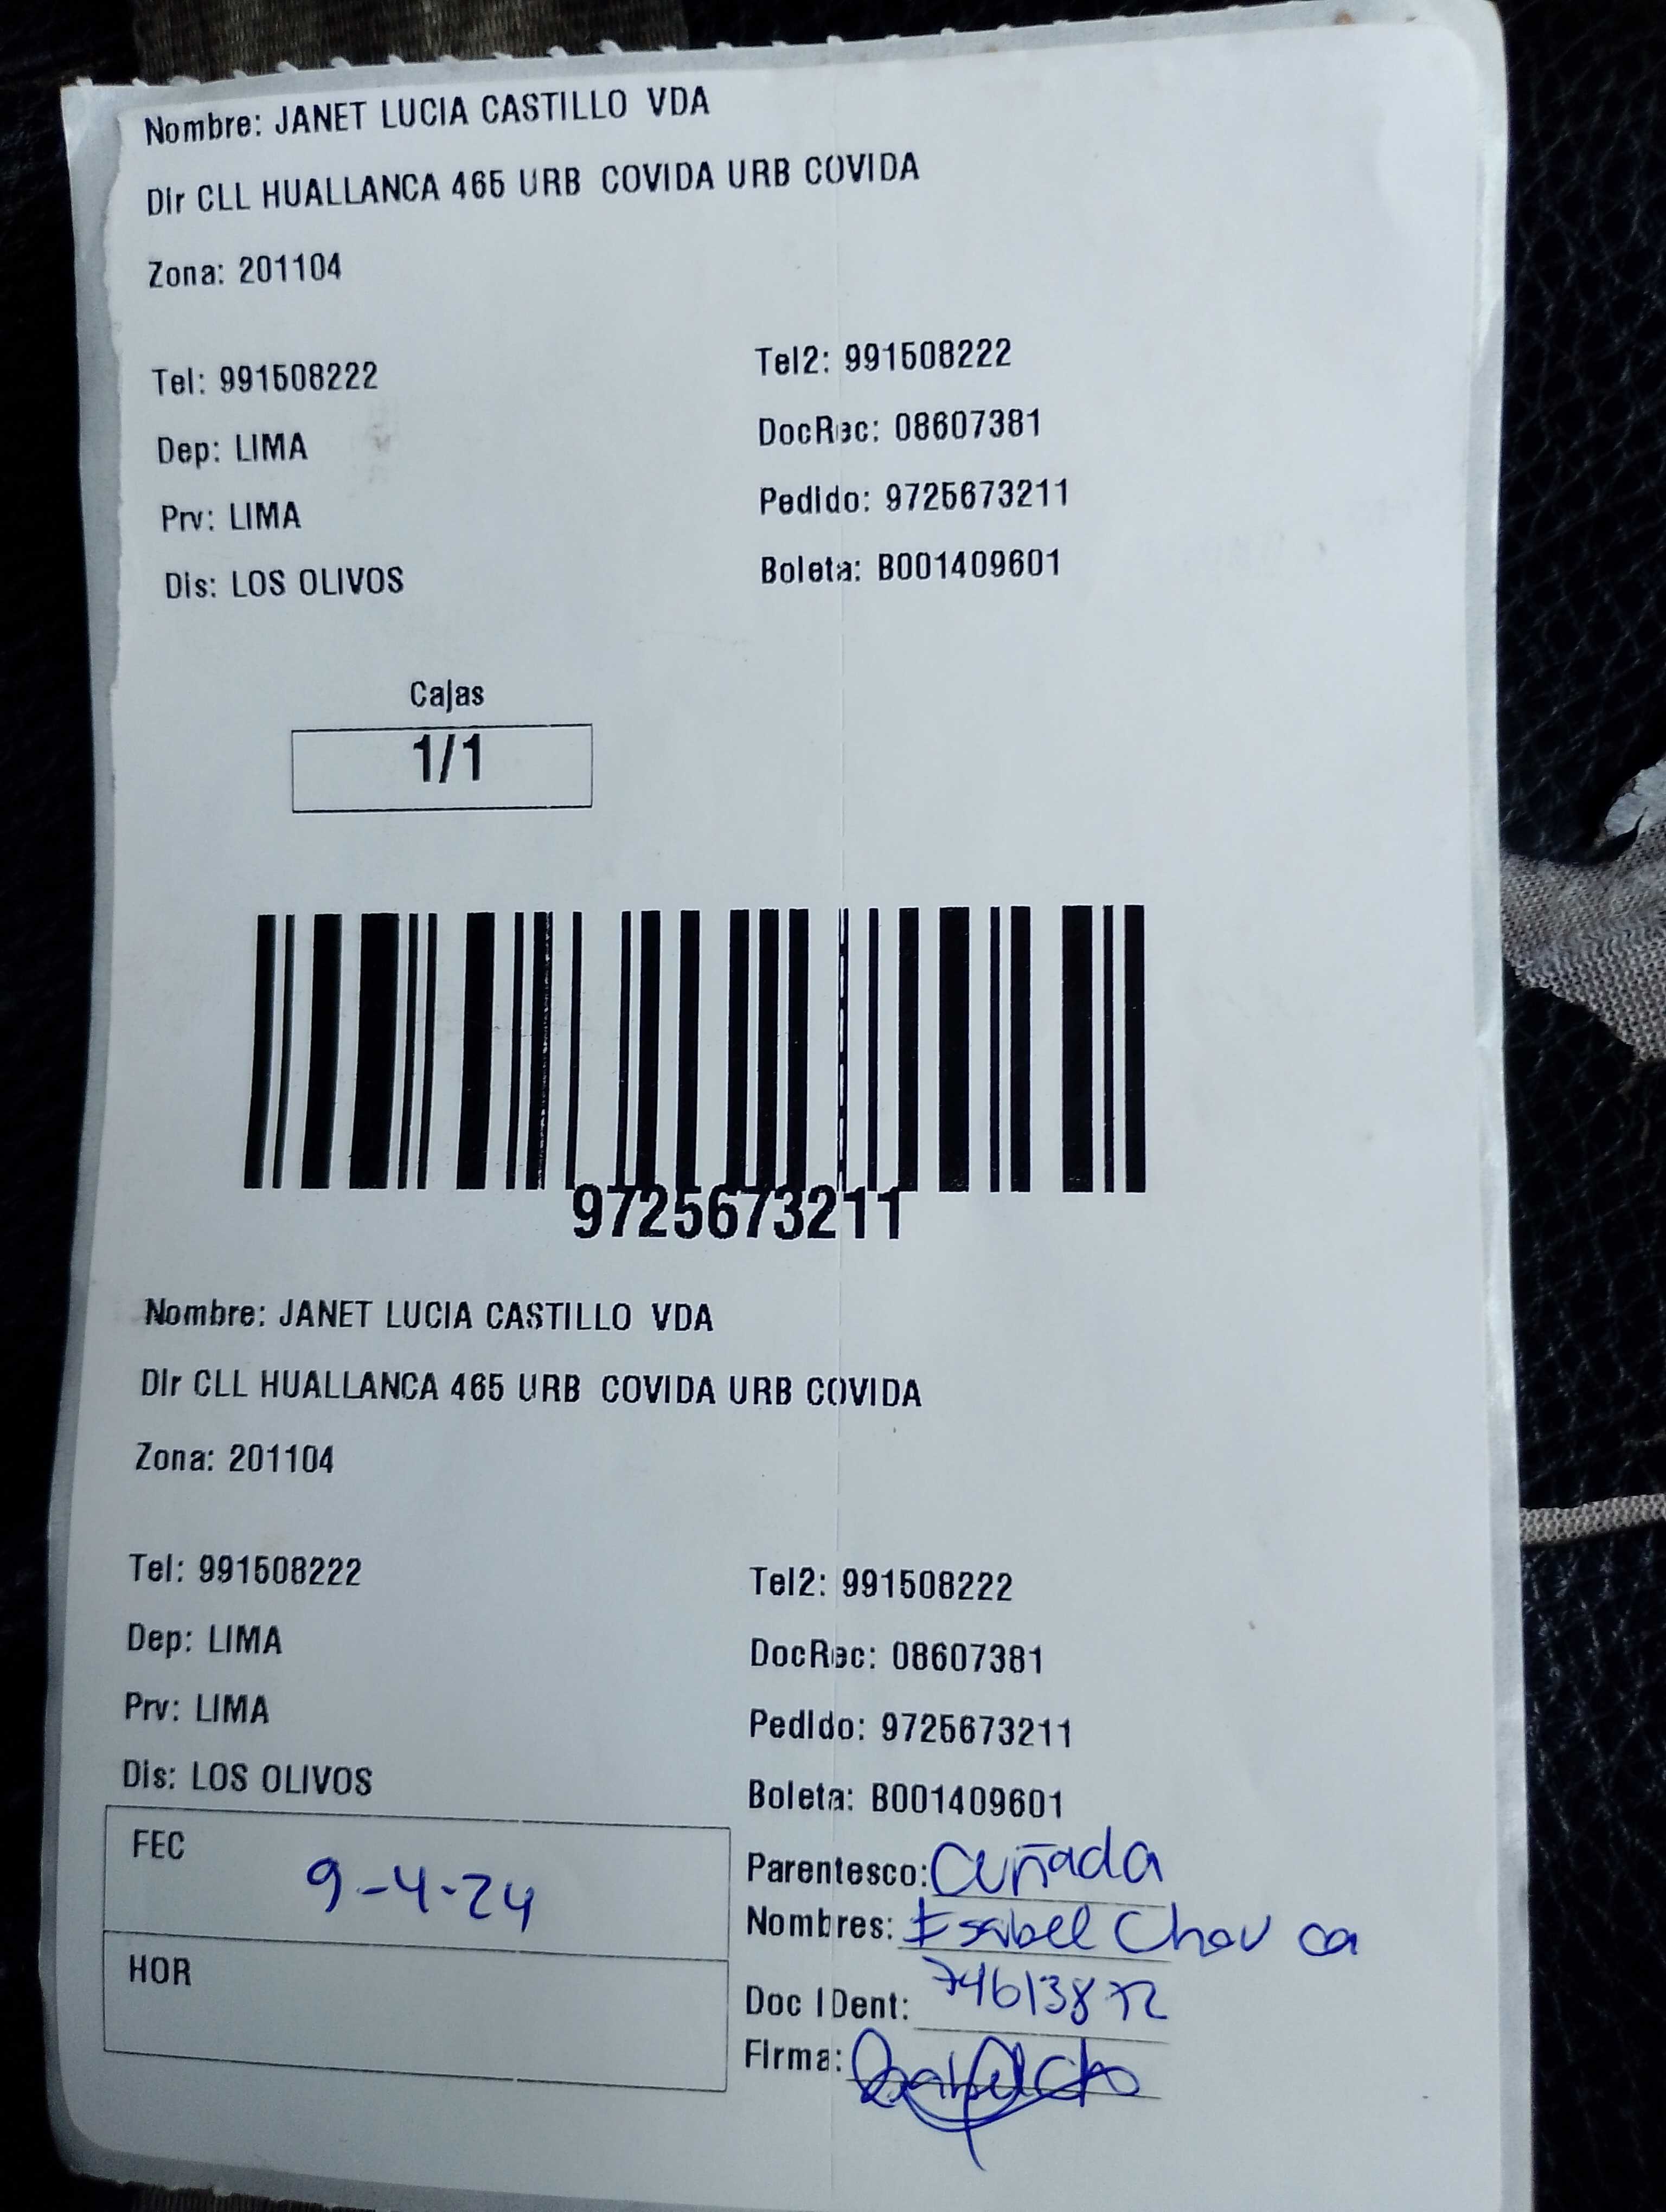 Nombre: JANET LUCIA CASTILLO VDA
Dir CLL HUALLANCA 465 URB COVIDA URB COVIDA
Zona: 201104
Tel: 991508222
Tel2: 991508222
Dep: LIMA
DocRec: 08607381
Prv: LIMA
Pedido: 9725673211
Dis: LOS OLIVOS
Boleta: B001409601
Cajas
1/1
9725673211
Nombre: JANET LUCIA CASTILLO VDA
Dir CLL HUALLANCA 465 URB COVIDA URB COVIDA
Zona: 201104
Tel: 991508222
Tel2: 991508222
Dep: LIMA
DocRec: 08607381
Prv: LIMA
Pedido: 9725673211
Dis: LOS OLIVOS
Boleta: B001409601
FEC
9-4-24
HOR
Parentesco: Cuñada
Nombres: Esabel Chau ca
Doc IDent: 74613872
Firma: